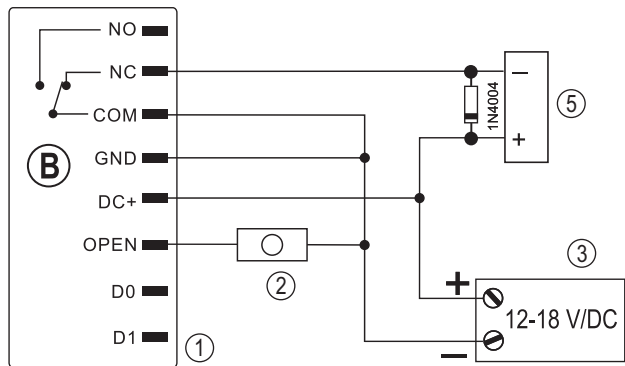 NO
NC
COM
GND
DC+
OPEN
D0
D1
B
1
2
1N4004
−
+
5
3
+
12-18 V/DC
−